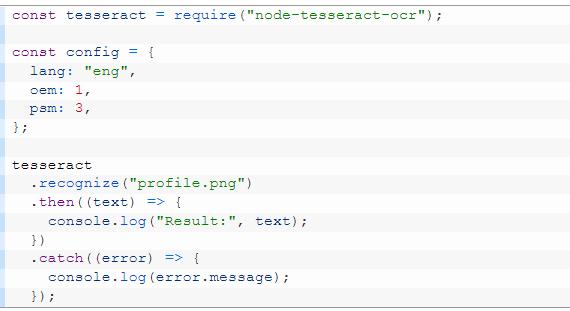 const tesseract = require("node-tesseract-ocr");
const config = {
  lang: "eng",
  oem: 1,
  psm: 3,
};
tesseract
  .recognize("profile.png")
  .then((text) => {
    console.log("Result:", text);
  })
  .catch((error) => {
    console.log(error.message);
  });